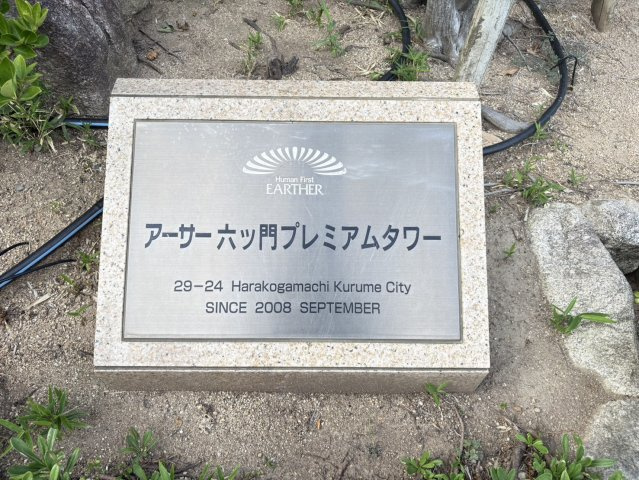 Human First
EARTHER
アーサー六ッ門プレミアムタワー
29-24 Harakogamachi Kurume City
SINCE 2008 SEPTEMBER